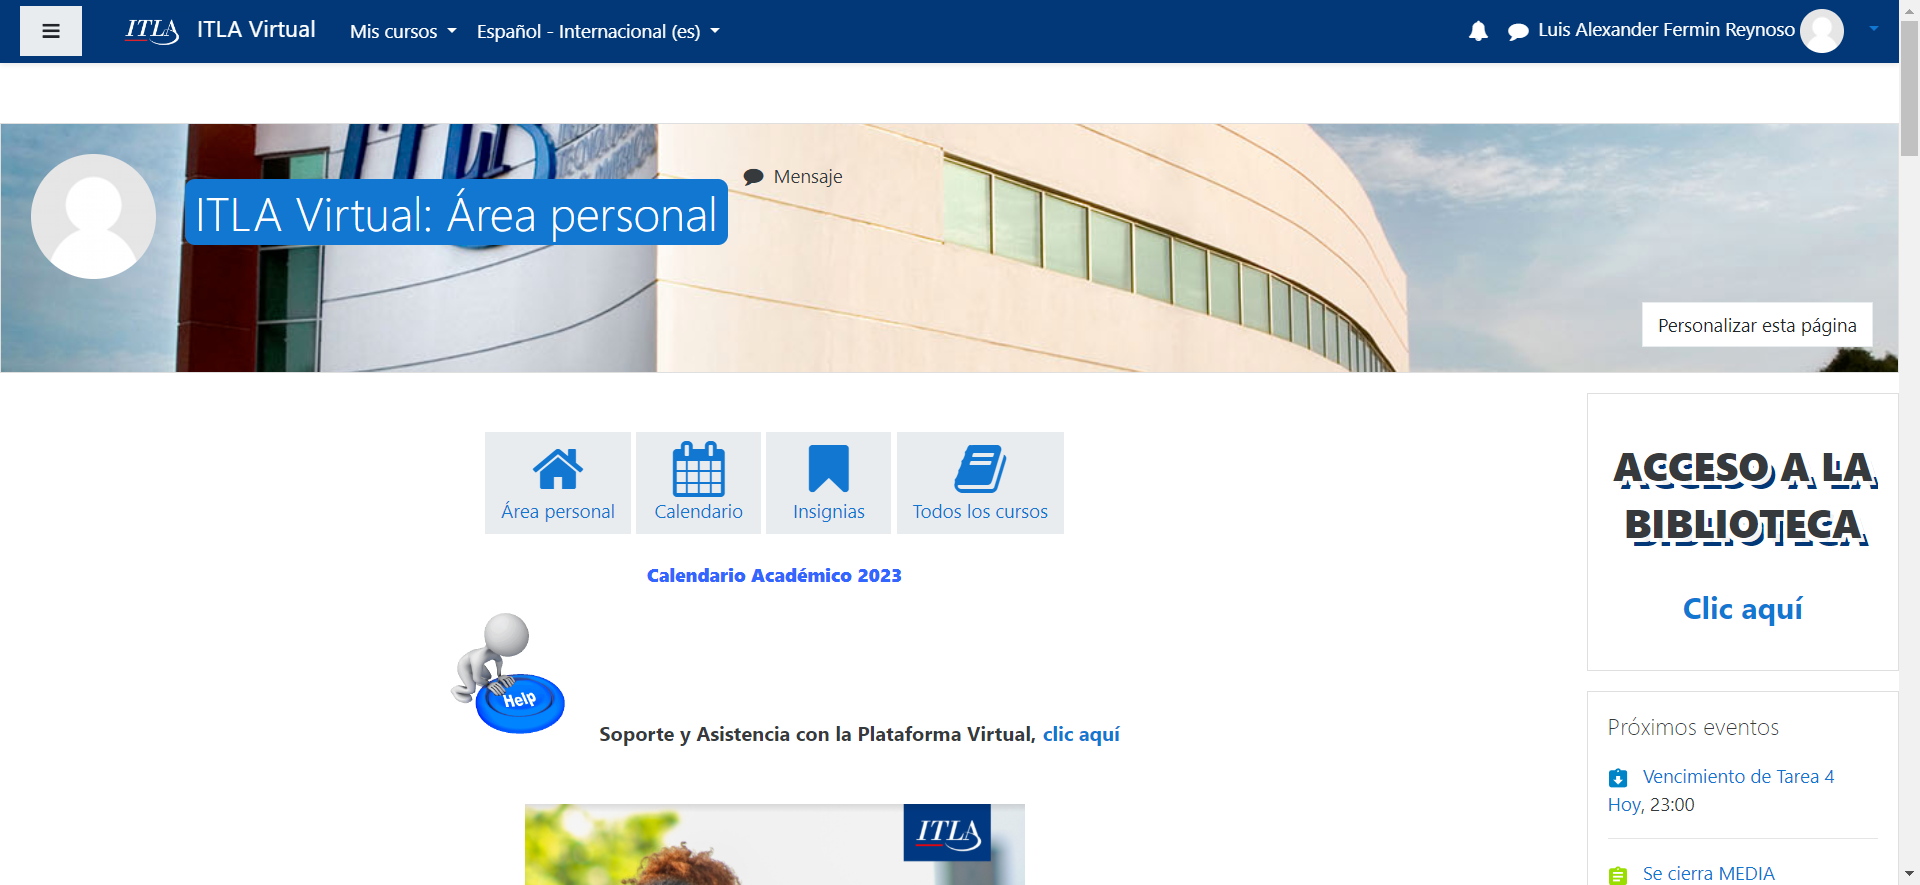 ITLA
ITLA Virtual
Mis cursos
Español - Internacional (es)
Luis Alexander Fermin Reynoso
ITLA Virtual: Área personal
Mensaje
Personalizar esta página
Área personal
Calendario
Insignias
Todos los cursos
Calendario Académico 2023
Help
Soporte y Asistencia con la Plataforma Virtual, clic aquí
ITLA
ACCESO A LA
BIBLIOTECA
Clic aquí
Próximos eventos
Vencimiento de Tarea 4
Hoy, 23:00
Se cierra MEDIA